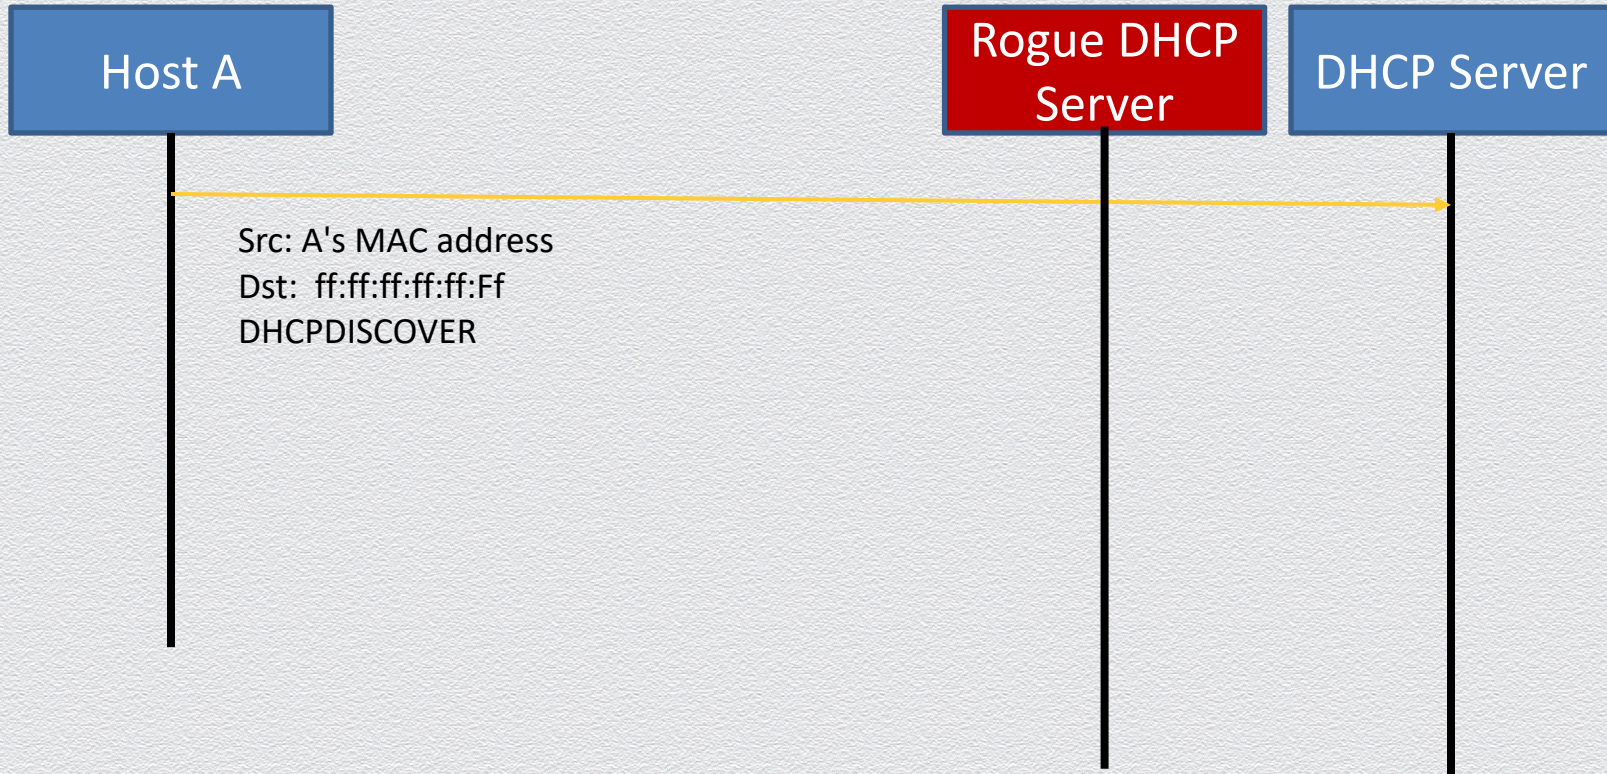 Host A
Rogue DHCP
Server
DHCP Server
Src: A's MAC address
Dst:  ff:ff:ff:ff:ff:Ff
DHCPDISCOVER